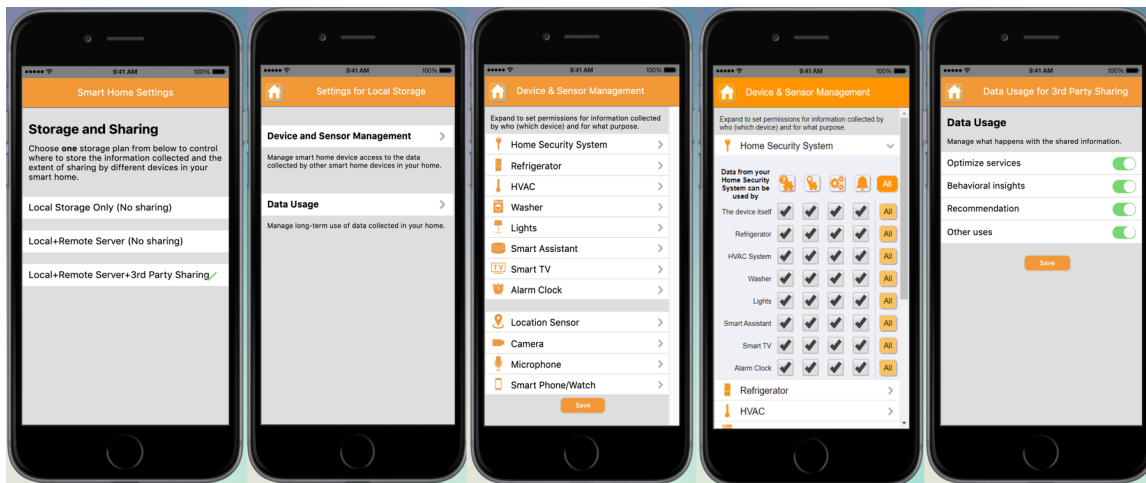 9:41 AM 100%
Smart Home Settings
Storage and Sharing
Choose one storage plan from below to control
where to store the information collected and the
extent of sharing by different devices in your
smart home.
Local Storage Only (No sharing)
Local+Remote Server (No sharing)
Local+Remote Server+3rd Party Sharing
9:41 AM 100%
Settings for Local Storage
Device and Sensor Management
Manage smart home device access to the data
collected by other smart home devices in your home.
Data Usage
Manage long-term use of data collected in your home.
9:41 AM 100%
Device & Sensor Management
Expand to set permissions for information collected
by who (which device) and for what purpose.
Home Security System
Refrigerator
HVAC
Washer
Lights
Smart Assistant
TV Smart TV
Alarm Clock
Location Sensor
Camera
Microphone
Smart Phone/Watch
Save
9:41 AM 100%
Device & Sensor Management
Expand to set permissions for information collected by
who (which device) and for what purpose.
Home Security System
Data from your
Home Security
System can be
used by
All
The device itself All
Refrigerator All
HVAC System All
Washer All
Lights All
Smart Assistant All
Smart TV All
Alarm Clock All
Refrigerator
HVAC
9:41 AM 100%
Data Usage for 3rd Party Sharing
Data Usage
Manage what happens with the shared information.
Optimize services
Behavioral insights
Recommendation
Other uses
Save